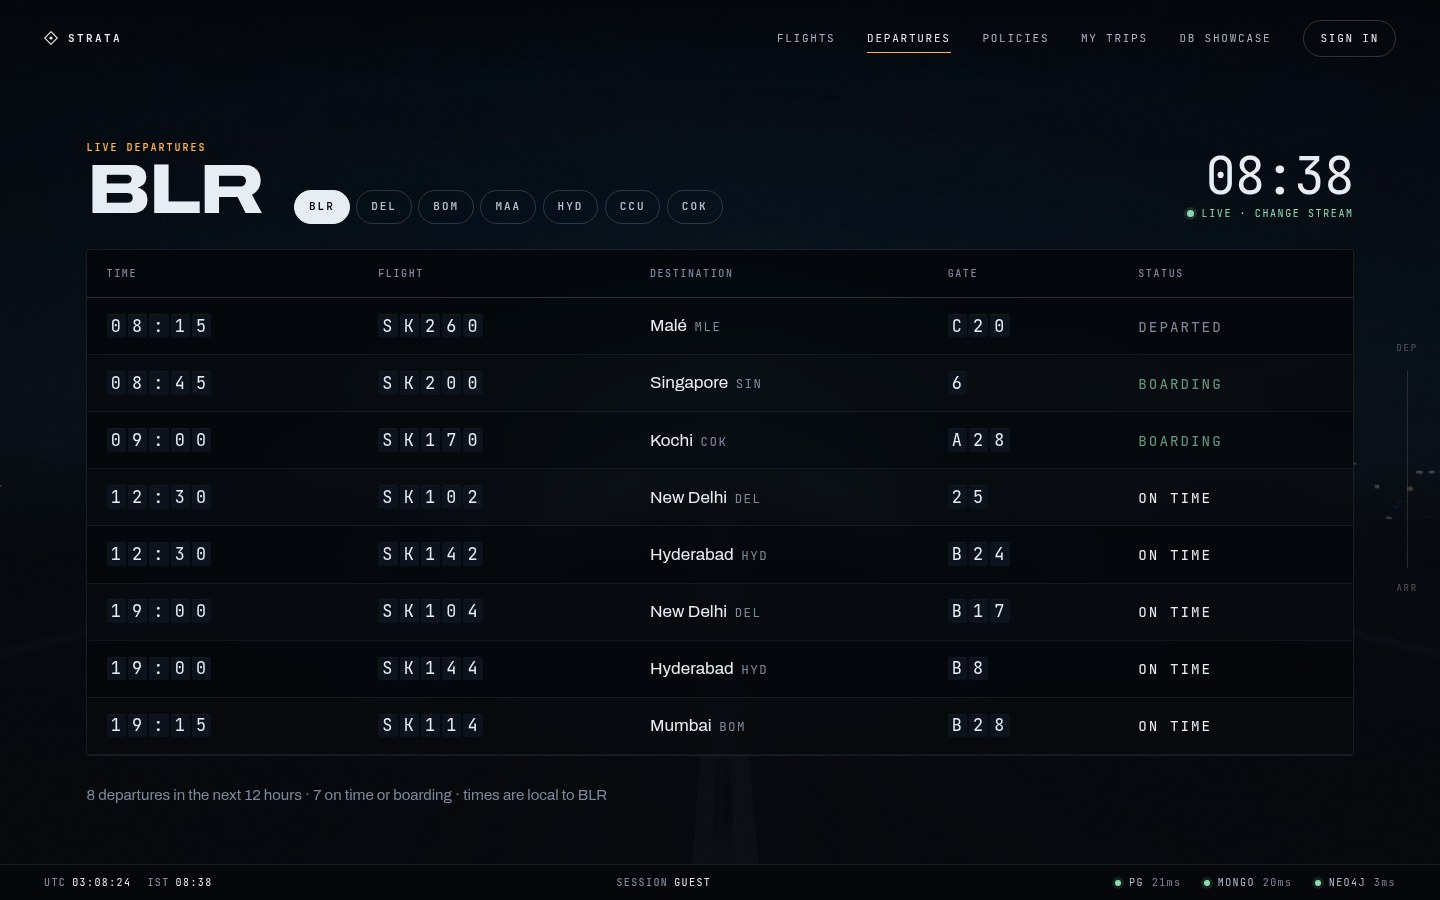 STRATA
FLIGHTS DEPARTURES POLICIES MY TRIPS DB SHOWCASE SIGN IN
LIVE DEPARTURES
BLR
BLR DEL BOM MAA HYD CCU COK
08:38
LIVE · CHANGE STREAM
TIME FLIGHT DESTINATION GATE STATUS
08:15 SK260 Malé MLE C20 DEPARTED
08:45 SK200 Singapore SIN 6 BOARDING
09:00 SK170 Kochi COK A28 BOARDING
12:30 SK102 New Delhi DEL 25 ON TIME
12:30 SK142 Hyderabad HYD B24 ON TIME
19:00 SK104 New Delhi DEL B17 ON TIME
19:00 SK144 Hyderabad HYD B8 ON TIME
19:15 SK114 Mumbai BOM B28 ON TIME
DEP
ARR
8 departures in the next 12 hours · 7 on time or boarding · times are local to BLR
UTC 03:08:24 IST 08:38 SESSION GUEST PG 21ms MONGO 20ms NEO4J 3ms